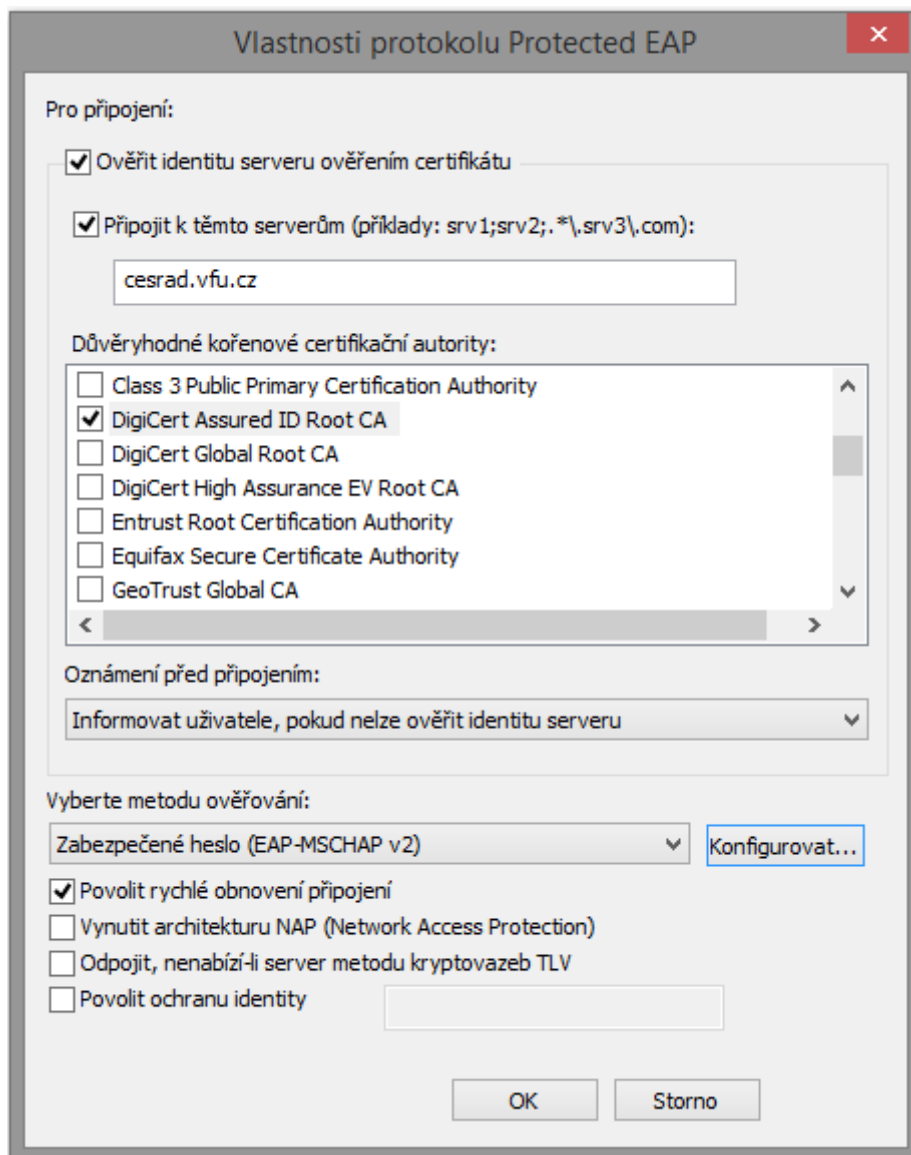 Vlastnosti protokolu Protected EAP
Pro připojení:
Ověřit identitu serveru ověřením certifikátu
Připojit k těmto serverům (příklady: srv1;srv2;.*\.srv3\.com):
cesrad.vfu.cz
Důvěryhodné kořenové certifikační autority:
Class 3 Public Primary Certification Authority
DigiCert Assured ID Root CA
DigiCert Global Root CA
DigiCert High Assurance EV Root CA
Entrust Root Certification Authority
Equifax Secure Certificate Authority
GeoTrust Global CA
Oznámení před připojením:
Informovat uživatele, pokud nelze ověřit identitu serveru
Vyberte metodu ověřování:
Zabezpečené heslo (EAP-MSCHAP v2) Konfigurovat...
Povolit rychlé obnovení připojení
Vynutit architekturu NAP (Network Access Protection)
Odpojit, nenabízí-li server metodu kryptovazeb TLV
Povolit ochranu identity
OK Storno